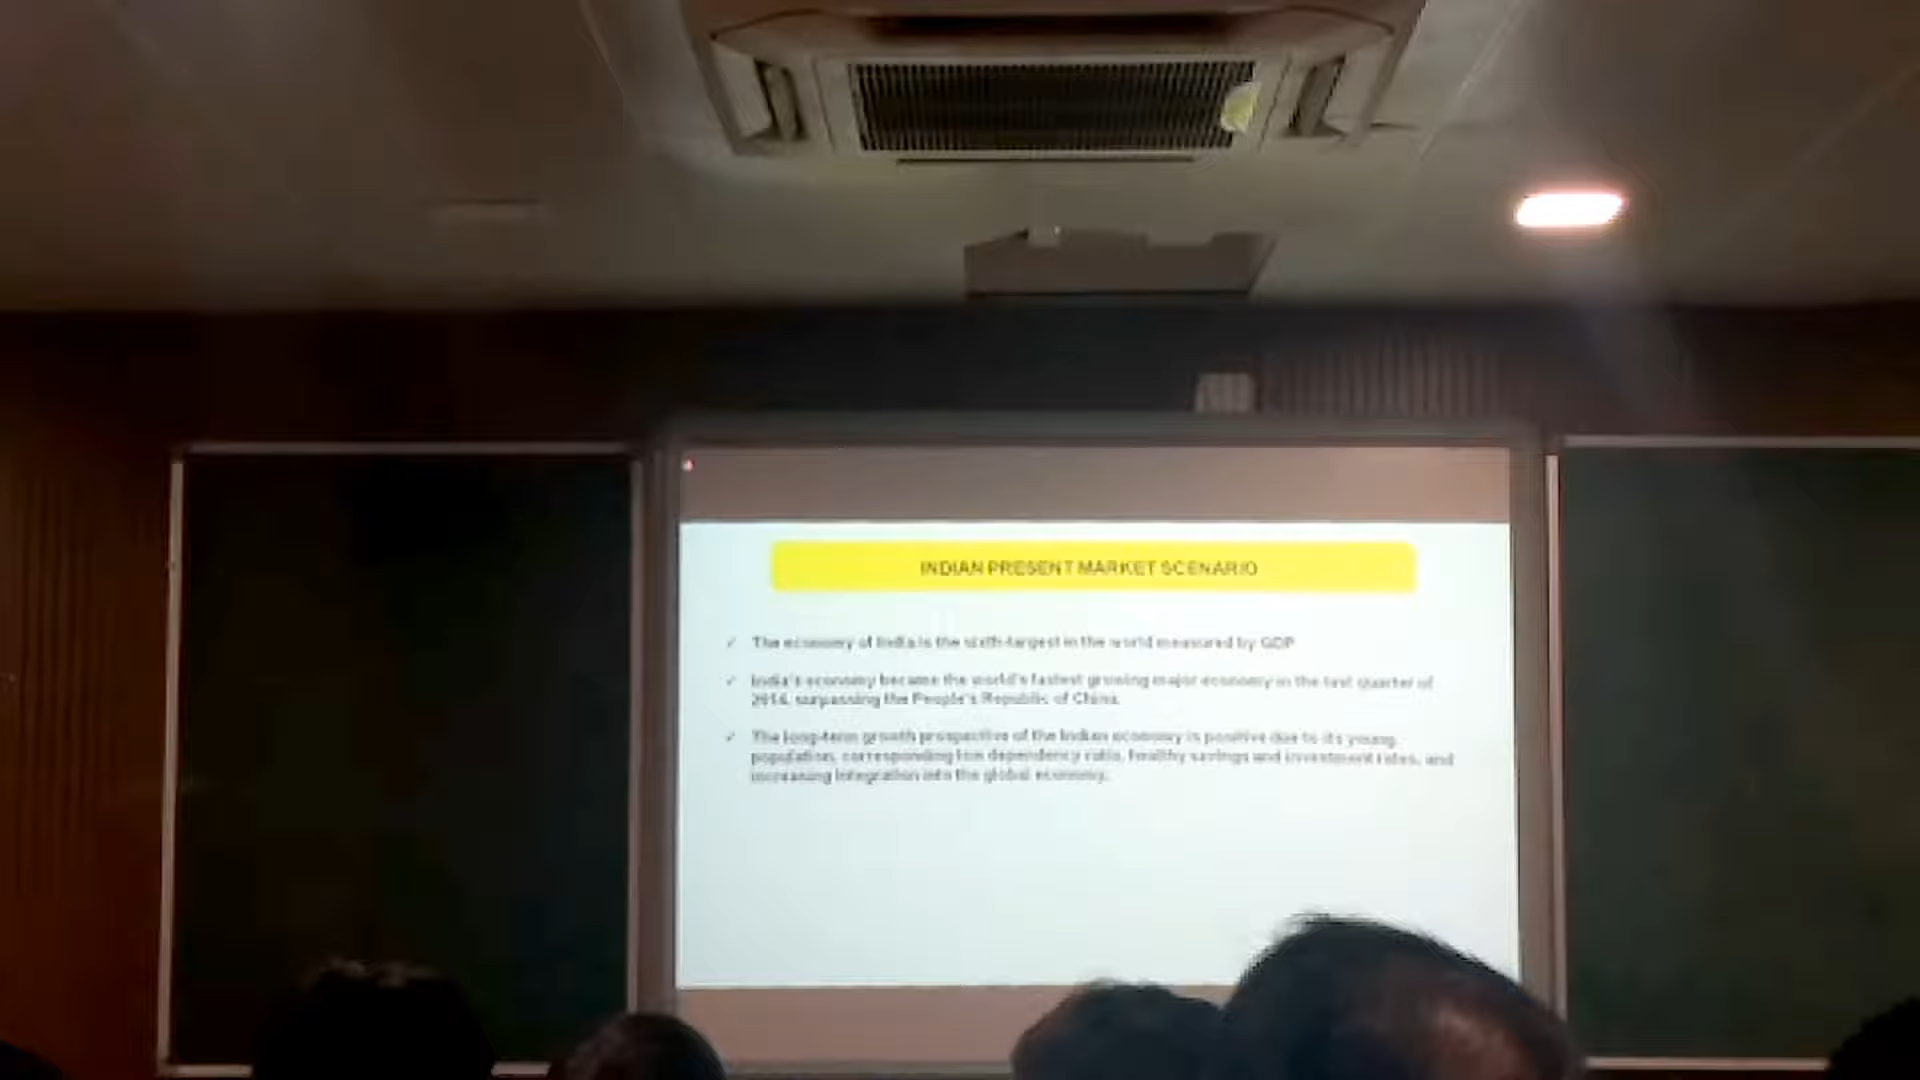 INDIAN PRESENT MARKET SCENARIO
✓ The economy of India is the sixth-largest in the world measured by GDP
✓ India's economy became the world's fastest growing major economy in the last quarter of
2014, surpassing the People's Republic of China.
✓ The long-term growth prospective of the Indian economy is positive due to its young
population, corresponding low dependency ratio, healthy savings and investment rates, and
increasing integration into the global economy.